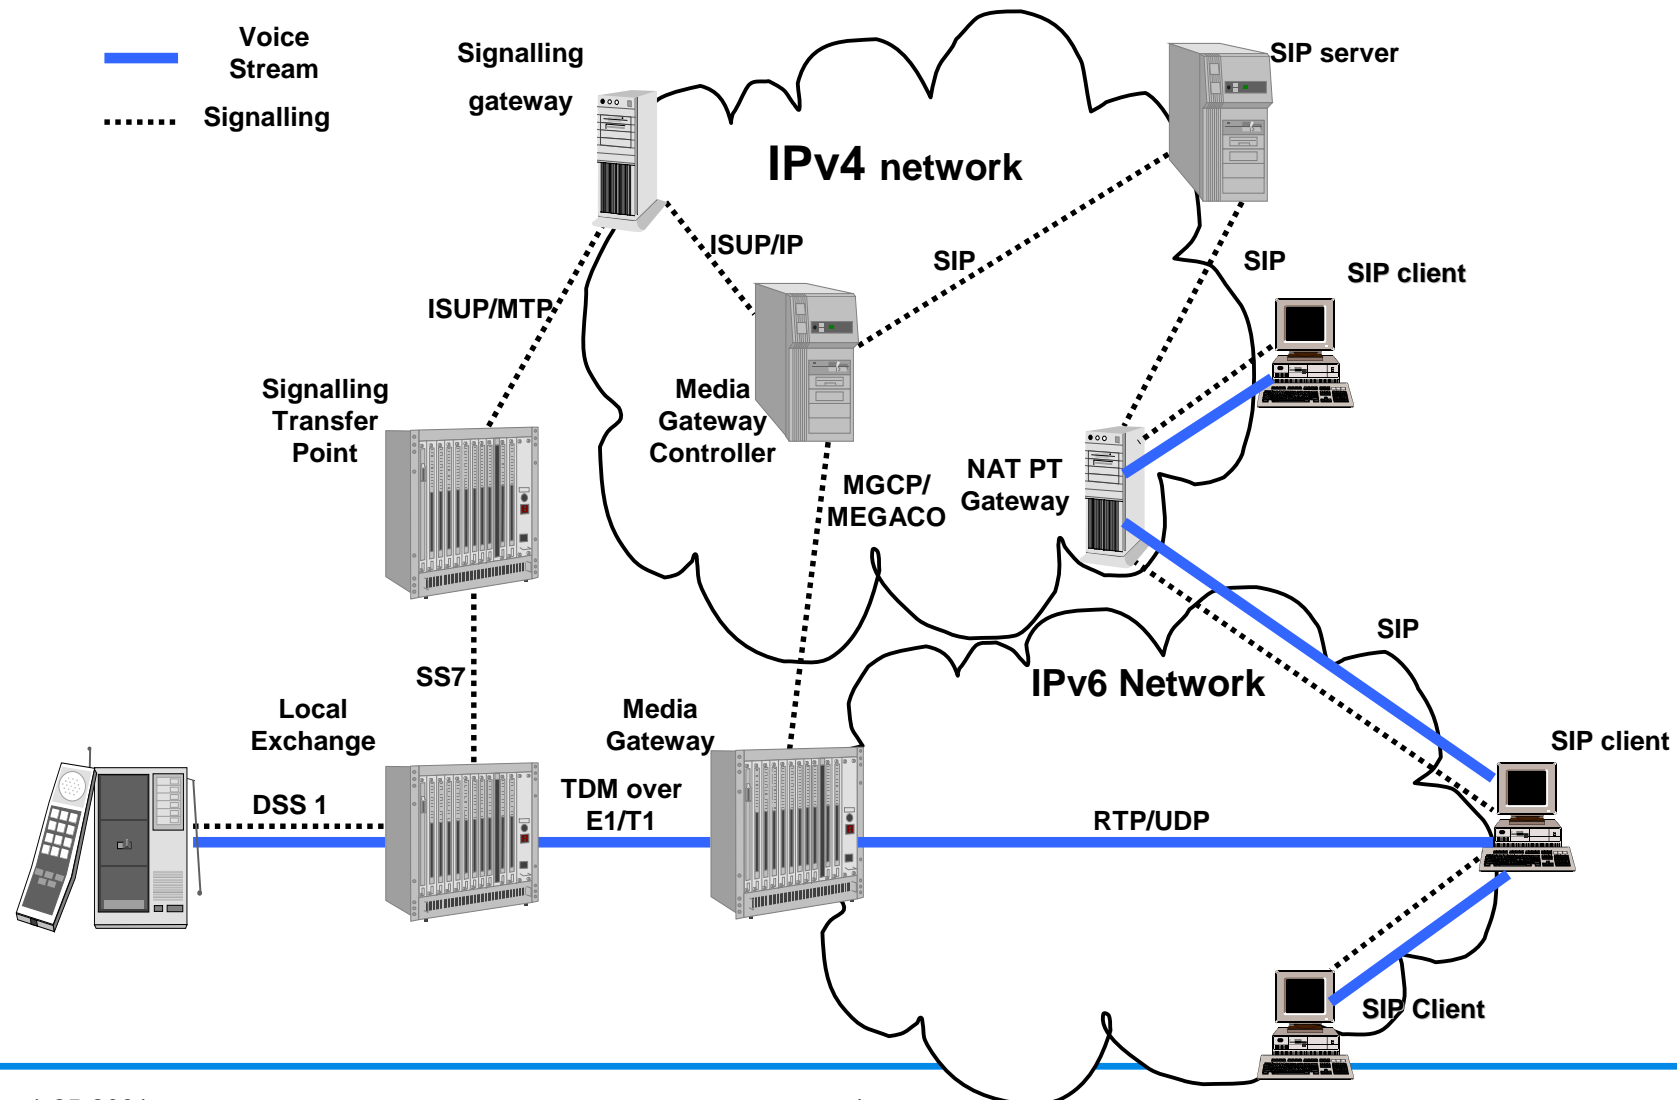 Voice
Stream
Signalling
Signalling
gateway
SIP server
IPv4 network
ISUP/IP
SIP
SIP
SIP client
ISUP/MTP
Signalling
Transfer
Point
Media
Gateway
Controller
MGCP/
MEGACO
NAT PT
Gateway
SIP
SS7
IPv6 Network
Local
Exchange
Media
Gateway
SIP client
DSS 1
TDM over
E1/T1
RTP/UDP
SIP Client